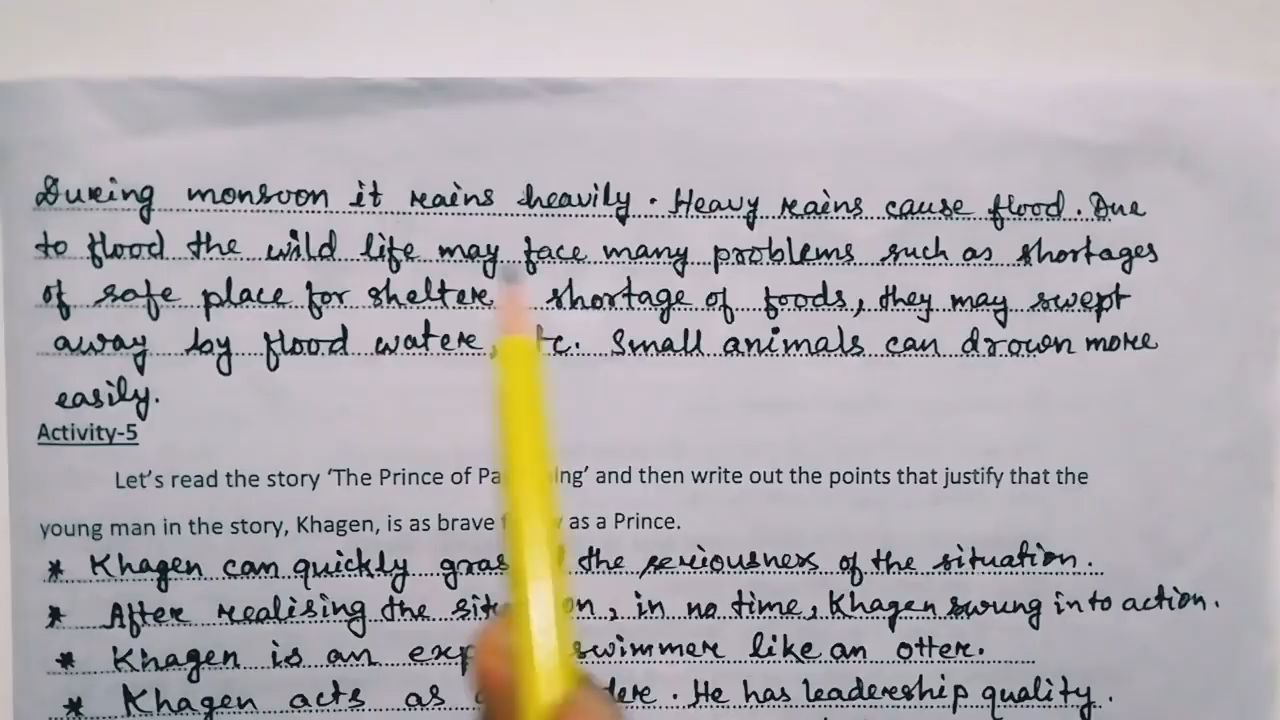 During monsoon it rains heavily. Heavy rains cause flood. Due
to flood the wild life may face many problems such as shortages
of safe place for shelter shortage of foods, they may swept
away by flood water, tc. Small animals can drown more
easily.
Activity-5
Let's read the story 'The Prince of Pa ing' and then write out the points that justify that the
young man in the story, Khagen, is as brave as a Prince.
* Khagen can quickly gras the seriousness of the situation.
* After realising the situ on, in no time, Khagen swung into action.
* Khagen is an exp swimmer like an otter.
* Khagen acts as der. He has leadership quality.